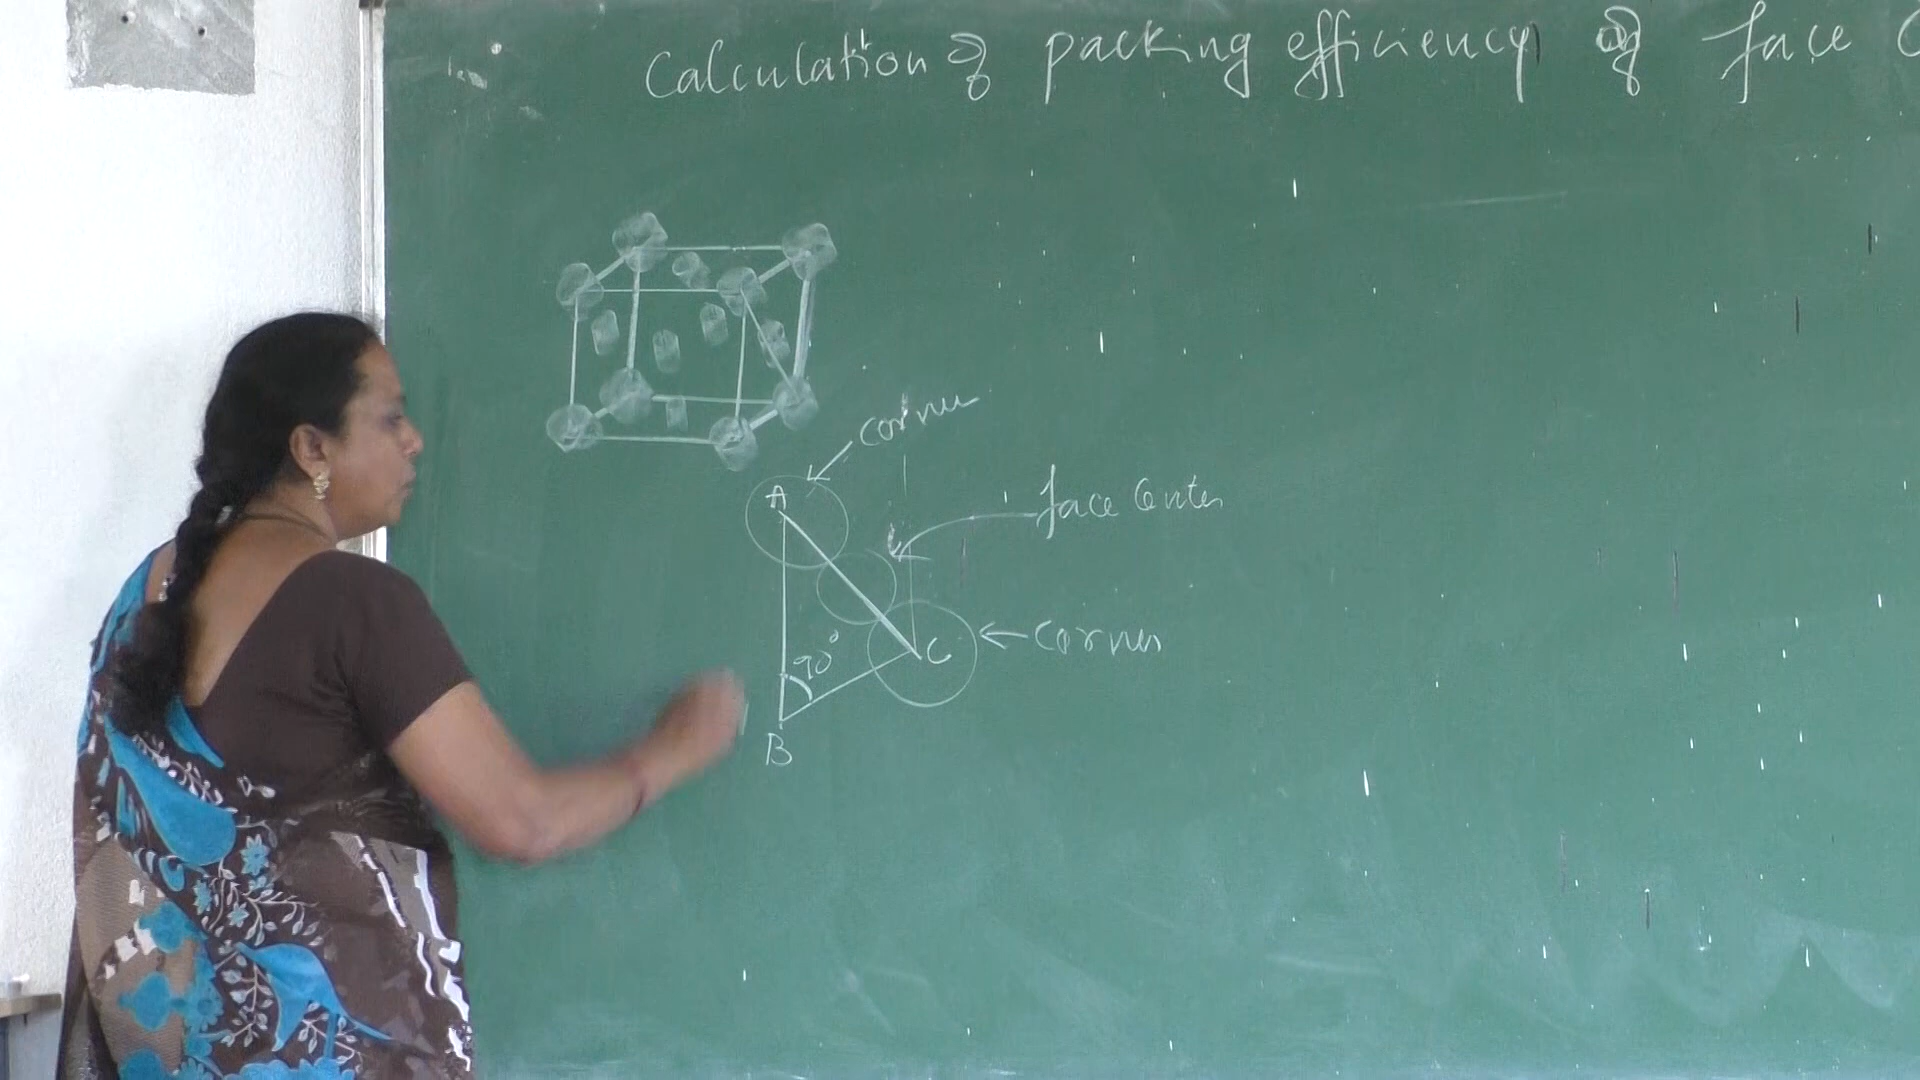 Calculation of packing efficiency of face C
corner
A
face Center
90°
C
corner
B